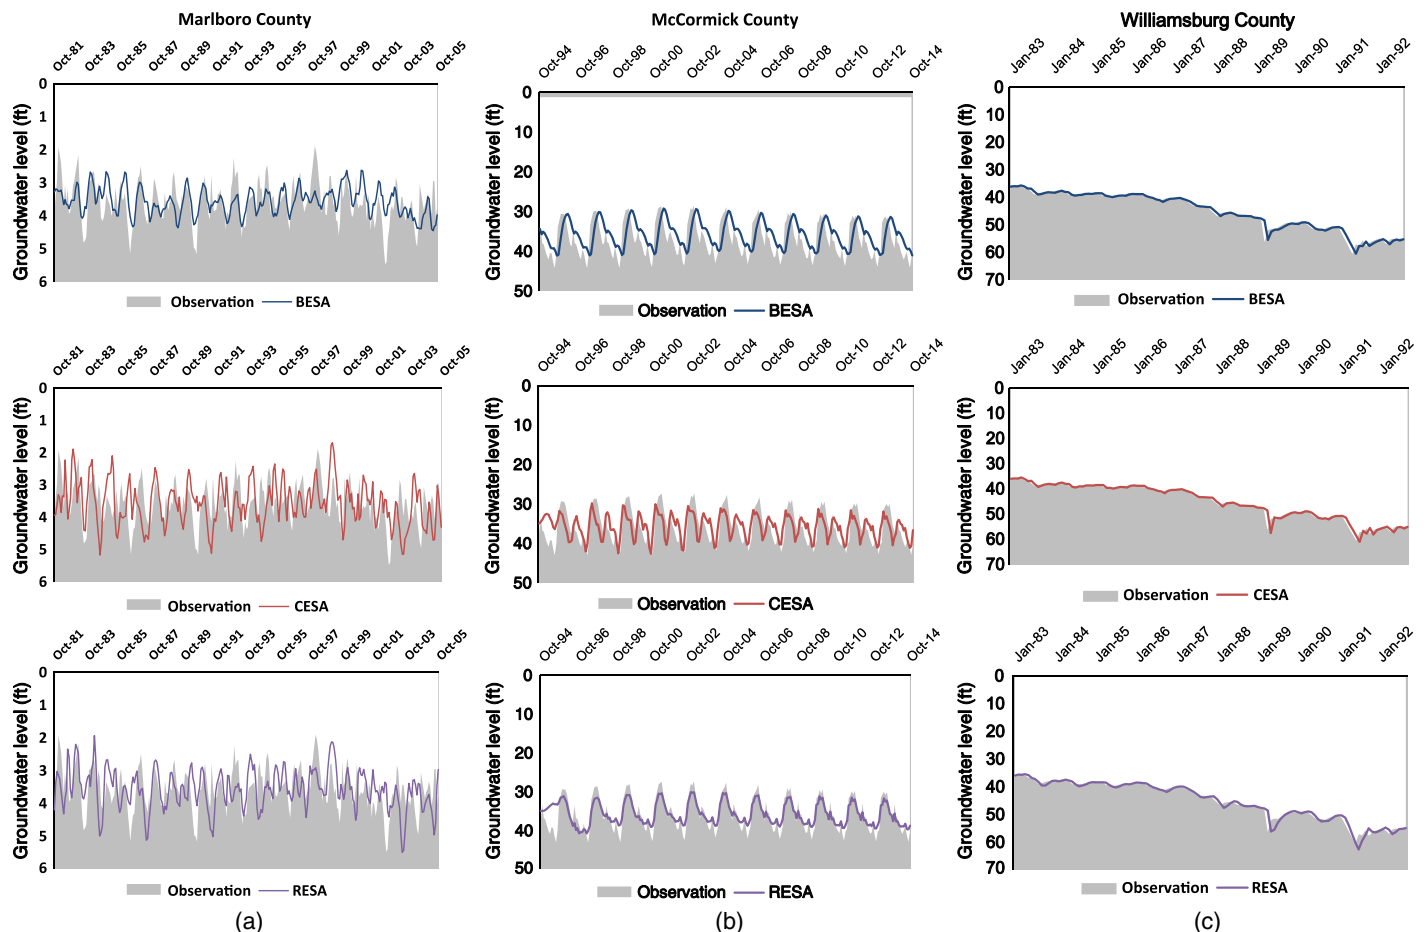 Marlboro County
Oct-81 Oct-83 Oct-85 Oct-87 Oct-89 Oct-91 Oct-93 Oct-95 Oct-97 Oct-99 Oct-01 Oct-03 Oct-05
Groundwater level (ft)
0
1
2
3
4
5
6
Observation BESA
McCormick County
Oct-94 Oct-96 Oct-98 Oct-00 Oct-02 Oct-04 Oct-06 Oct-08 Oct-10 Oct-12 Oct-14
Groundwater level (ft)
0
10
20
30
40
50
Observation BESA
Williamsburg County
Jan-83 Jan-84 Jan-85 Jan-86 Jan-87 Jan-88 Jan-89 Jan-90 Jan-91 Jan-92
Groundwater level (ft)
0
10
20
30
40
50
60
70
Observation BESA
Oct-81 Oct-83 Oct-85 Oct-87 Oct-89 Oct-91 Oct-93 Oct-95 Oct-97 Oct-99 Oct-01 Oct-03 Oct-05
Groundwater level (ft)
0
1
2
3
4
5
6
Observation CESA
Oct-94 Oct-96 Oct-98 Oct-00 Oct-02 Oct-04 Oct-06 Oct-08 Oct-10 Oct-12 Oct-14
Groundwater level (ft)
0
10
20
30
40
50
Observation CESA
Jan-83 Jan-84 Jan-85 Jan-86 Jan-87 Jan-88 Jan-89 Jan-90 Jan-91 Jan-92
Groundwater level (ft)
0
10
20
30
40
50
60
70
Observation CESA
Oct-81 Oct-83 Oct-85 Oct-87 Oct-89 Oct-91 Oct-93 Oct-95 Oct-97 Oct-99 Oct-01 Oct-03 Oct-05
Groundwater level (ft)
0
1
2
3
4
5
6
Observation RESA
(a)
Oct-94 Oct-96 Oct-98 Oct-00 Oct-02 Oct-04 Oct-06 Oct-08 Oct-10 Oct-12 Oct-14
Groundwater level (ft)
0
10
20
30
40
50
Observation RESA
(b)
Jan-83 Jan-84 Jan-85 Jan-86 Jan-87 Jan-88 Jan-89 Jan-90 Jan-91 Jan-92
Groundwater level (ft)
0
10
20
30
40
50
60
70
Observation RESA
(c)